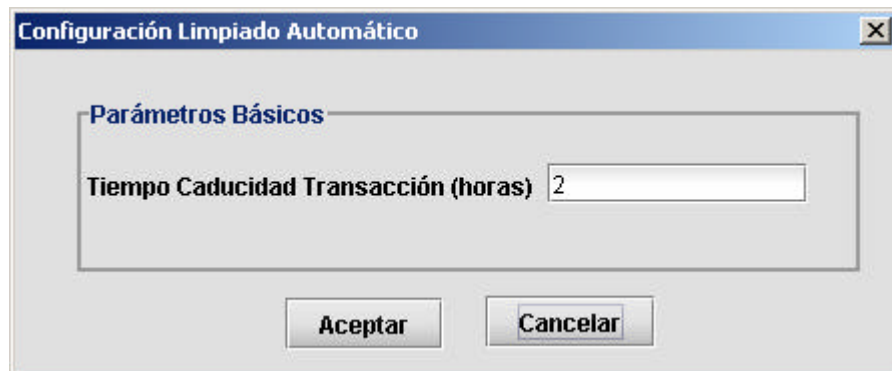 Configuración Limpiado Automático
Parámetros Básicos
Tiempo Caducidad Transacción (horas) 2
Aceptar Cancelar